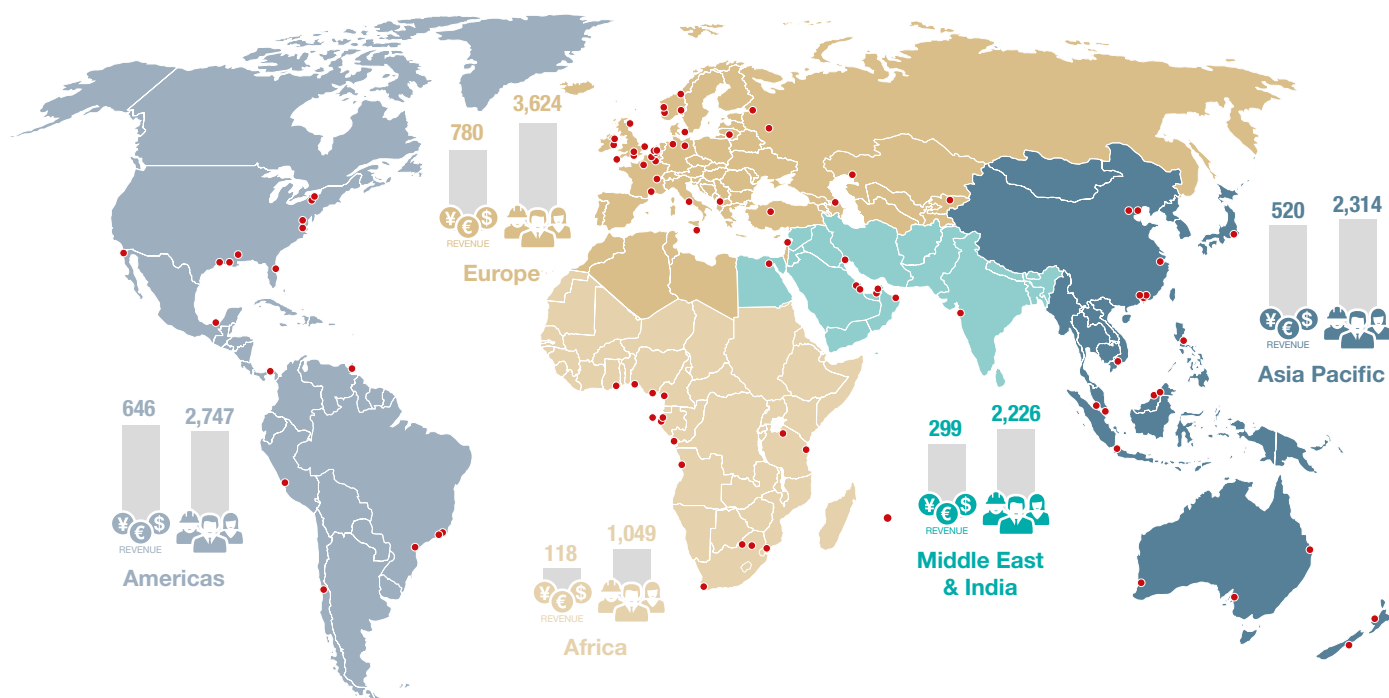 780
3,624
¥ € $
REVENUE
Europe
520
2,314
¥ € $
REVENUE
Asia Pacific
646
2,747
¥ € $
REVENUE
Americas
299
2,226
¥ € $
REVENUE
Middle East
& India
118
1,049
¥ € $
REVENUE
Africa